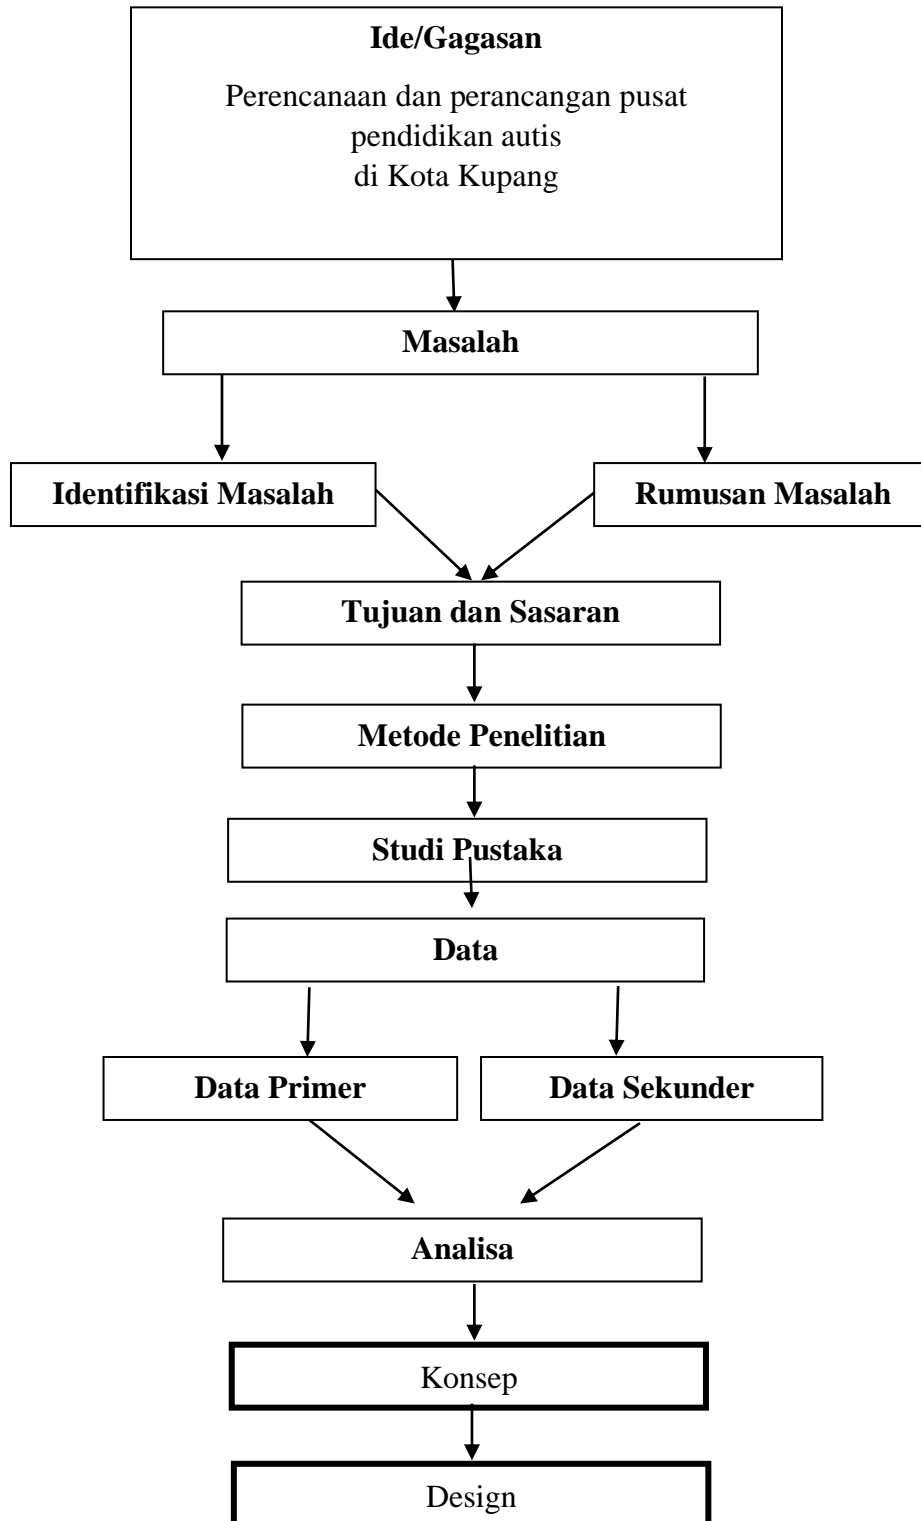 Ide/Gagasan
Perencanaan dan perancangan pusat
pendidikan autis
di Kota Kupang
Masalah
Identifikasi Masalah
Rumusan Masalah
Tujuan dan Sasaran
Metode Penelitian
Studi Pustaka
Data
Data Primer
Data Sekunder
Analisa
Konsep
Design